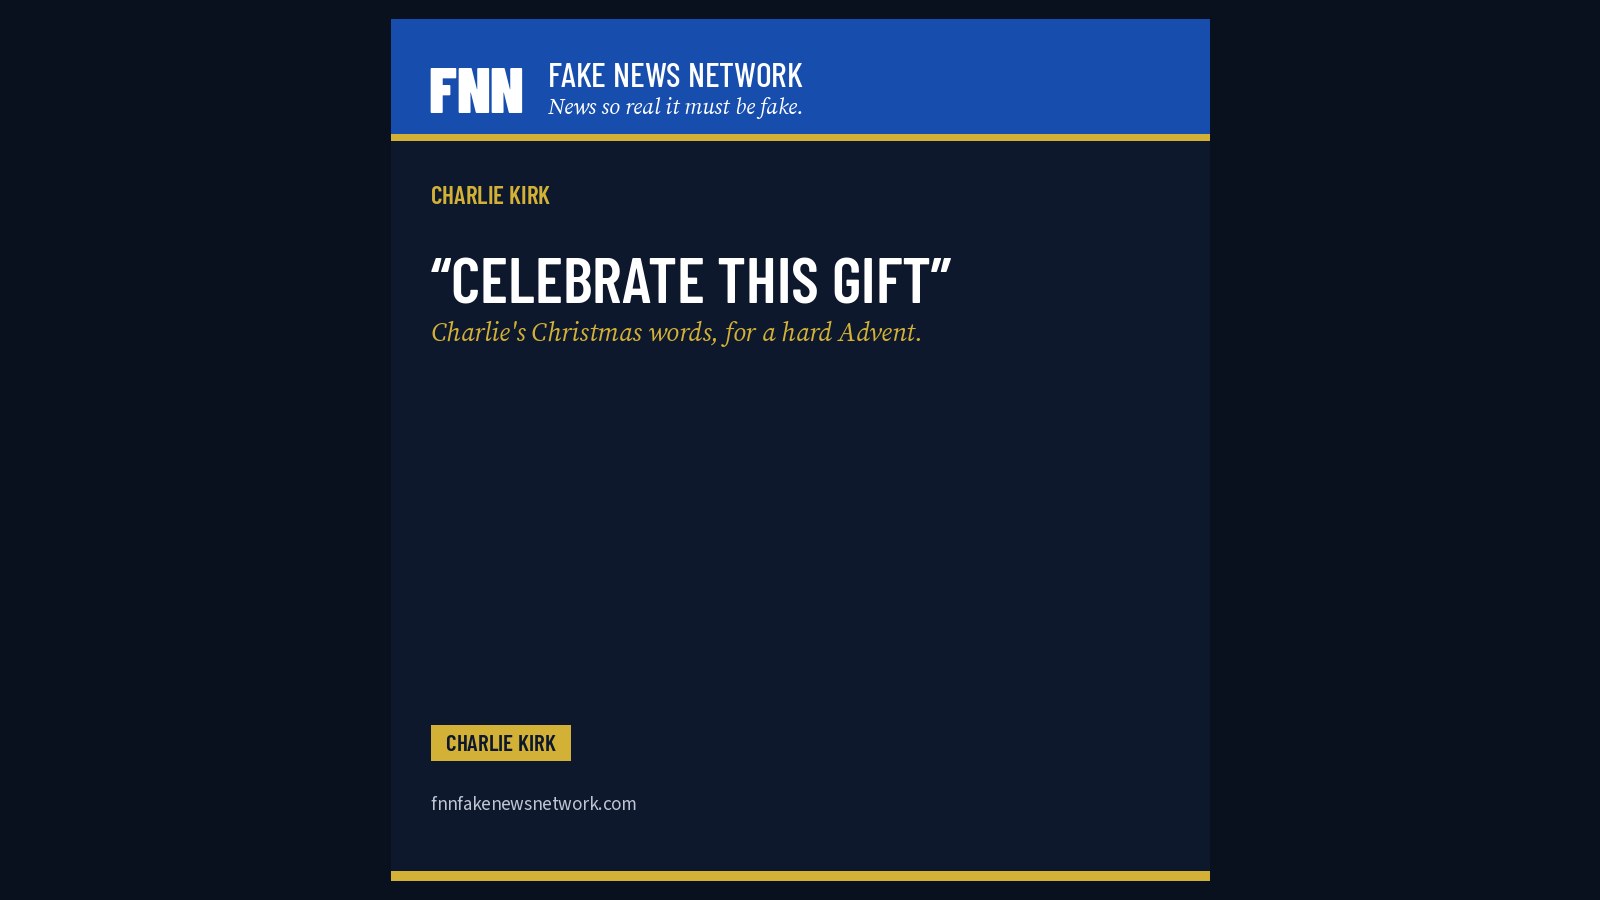 FNN
FAKE NEWS NETWORK
News so real it must be fake.
CHARLIE KIRK
“CELEBRATE THIS GIFT”
Charlie's Christmas words, for a hard Advent.
CHARLIE KIRK
fnnfakenewsnetwork.com